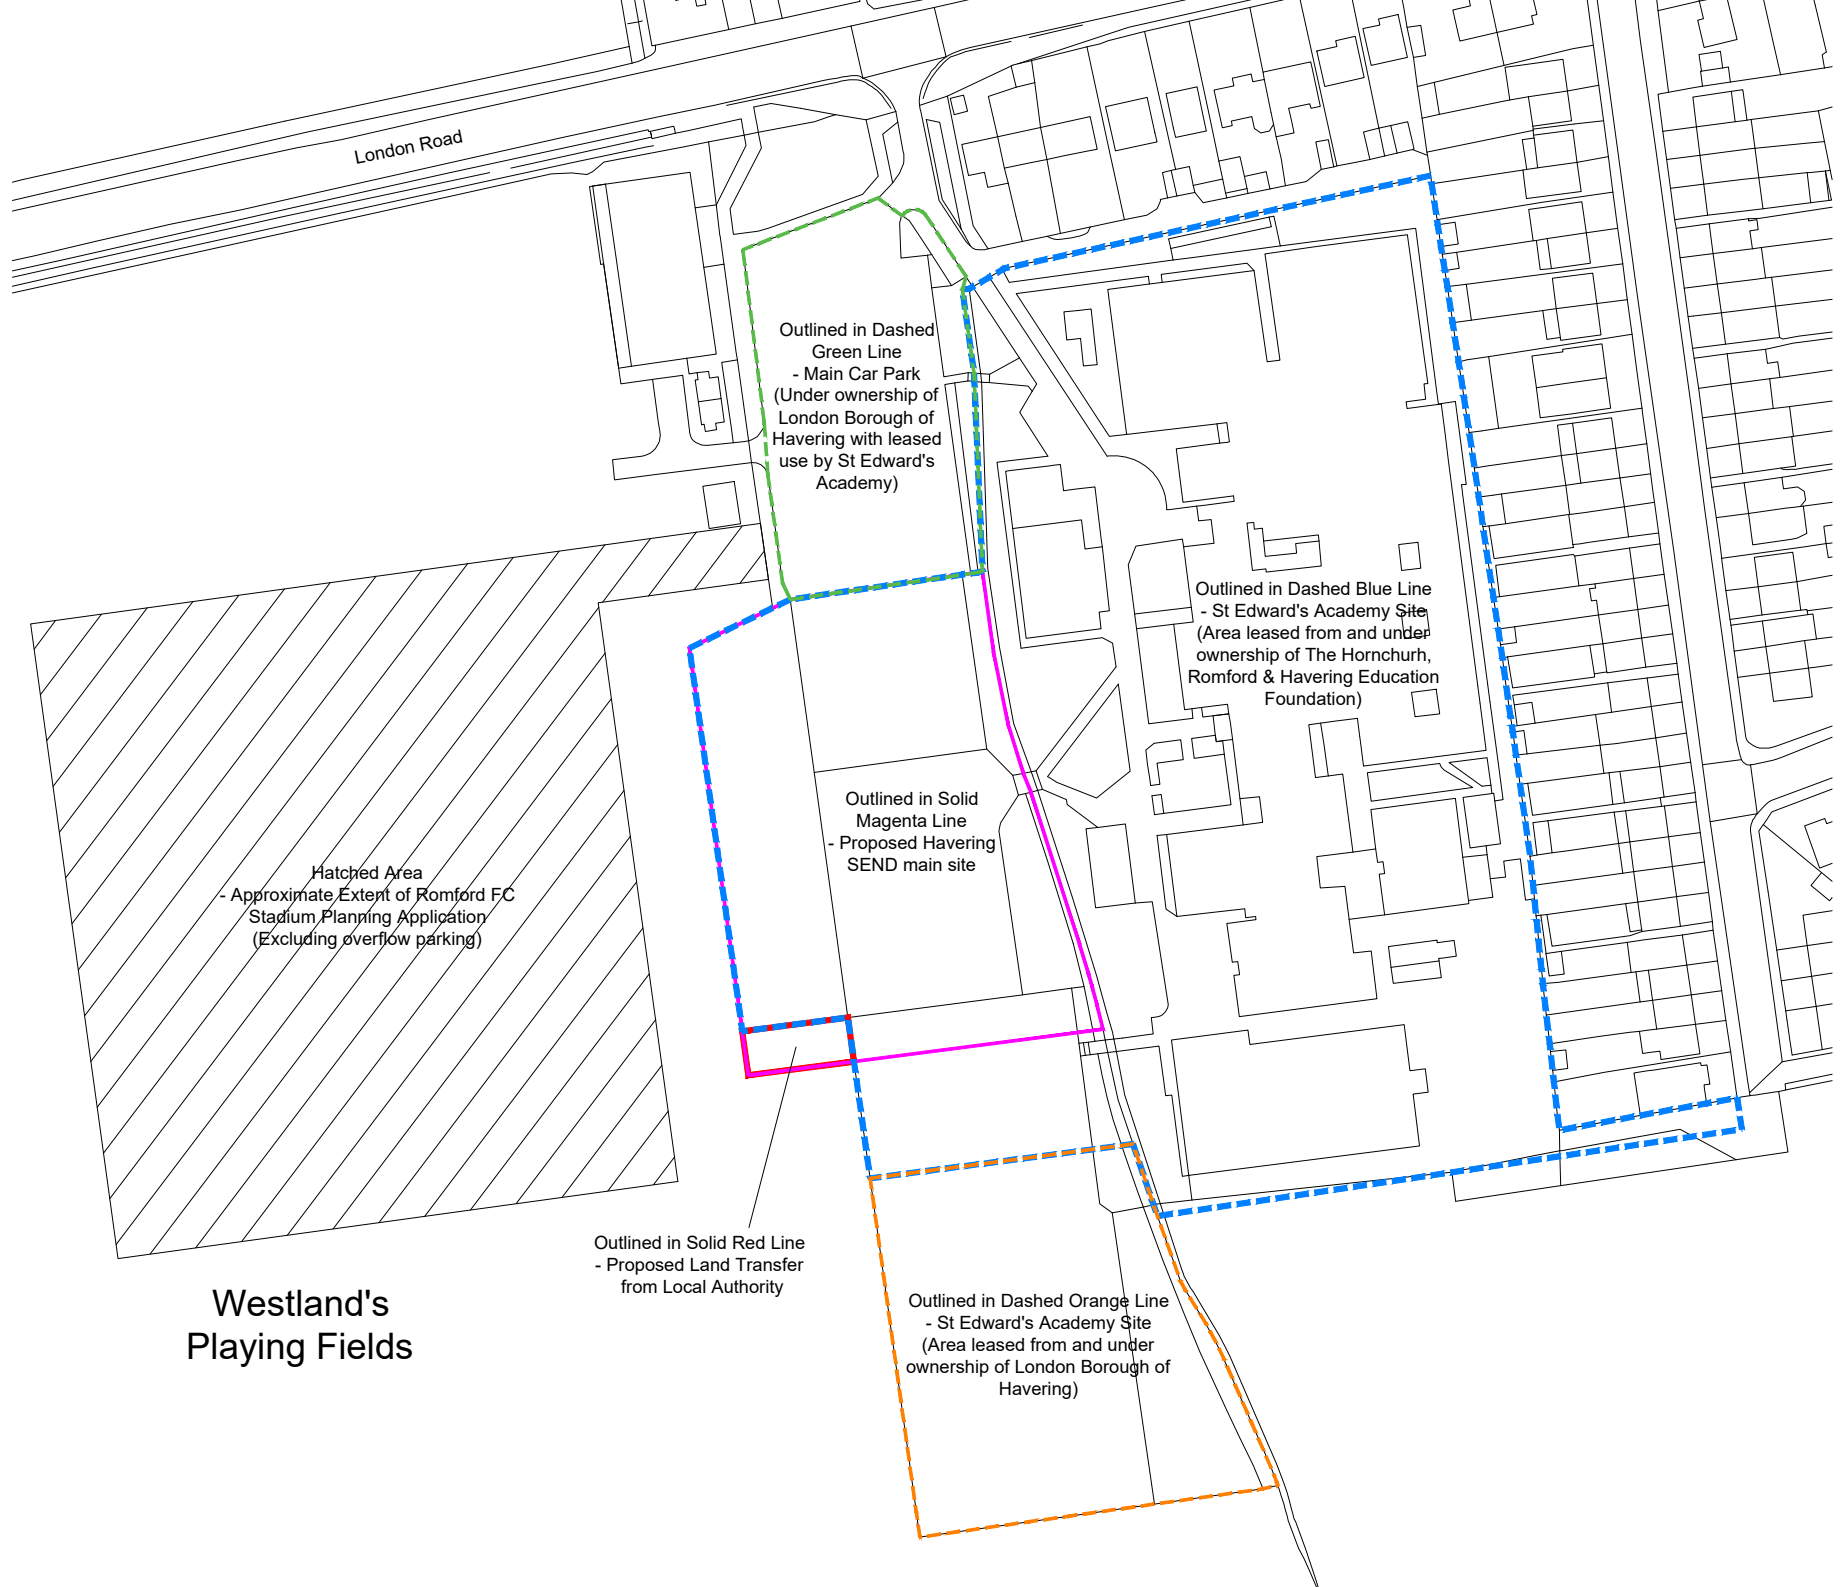 London Road
Outlined in Dashed
Green Line
- Main Car Park
(Under ownership of
London Borough of
Havering with leased
use by St Edward's
Academy)
Outlined in Dashed Blue Line
- St Edward's Academy Site
(Area leased from and under
ownership of The Hornchurh,
Romford & Havering Education
Foundation)
Outlined in Solid
Magenta Line
- Proposed Havering
SEND main site
Hatched Area
- Approximate Extent of Romford FC
Stadium Planning Application
(Excluding overflow parking)
Outlined in Solid Red Line
- Proposed Land Transfer
from Local Authority
Westland's
Playing Fields
Outlined in Dashed Orange Line
- St Edward's Academy Site
(Area leased from and under
ownership of London Borough of
Havering)